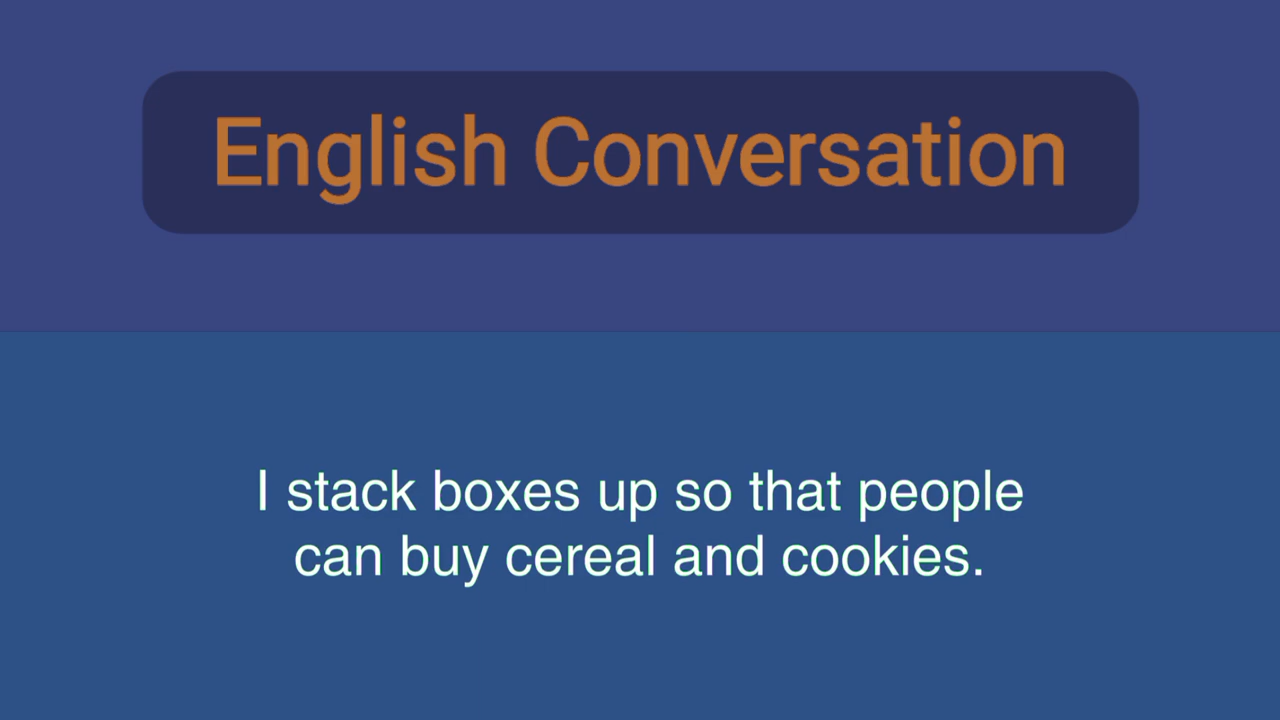 English Conversation
I stack boxes up so that people
can buy cereal and cookies.